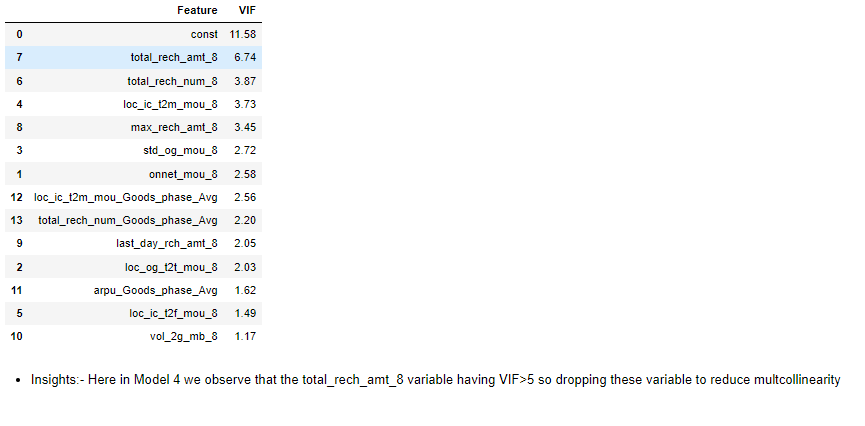 Feature VIF
0 const 11.58
7 total_rech_amt_8 6.74
6 total_rech_num_8 3.87
4 loc_ic_t2m_mou_8 3.73
8 max_rech_amt_8 3.45
3 std_og_mou_8 2.72
1 onnet_mou_8 2.58
12 loc_ic_t2m_mou_Goods_phase_Avg 2.56
13 total_rech_num_Goods_phase_Avg 2.20
9 last_day_rch_amt_8 2.05
2 loc_og_t2t_mou_8 2.03
11 arpu_Goods_phase_Avg 1.62
5 loc_ic_t2f_mou_8 1.49
10 vol_2g_mb_8 1.17
• Insights:- Here in Model 4 we observe that the total_rech_amt_8 variable having VIF>5 so dropping these variable to reduce multcollinearity